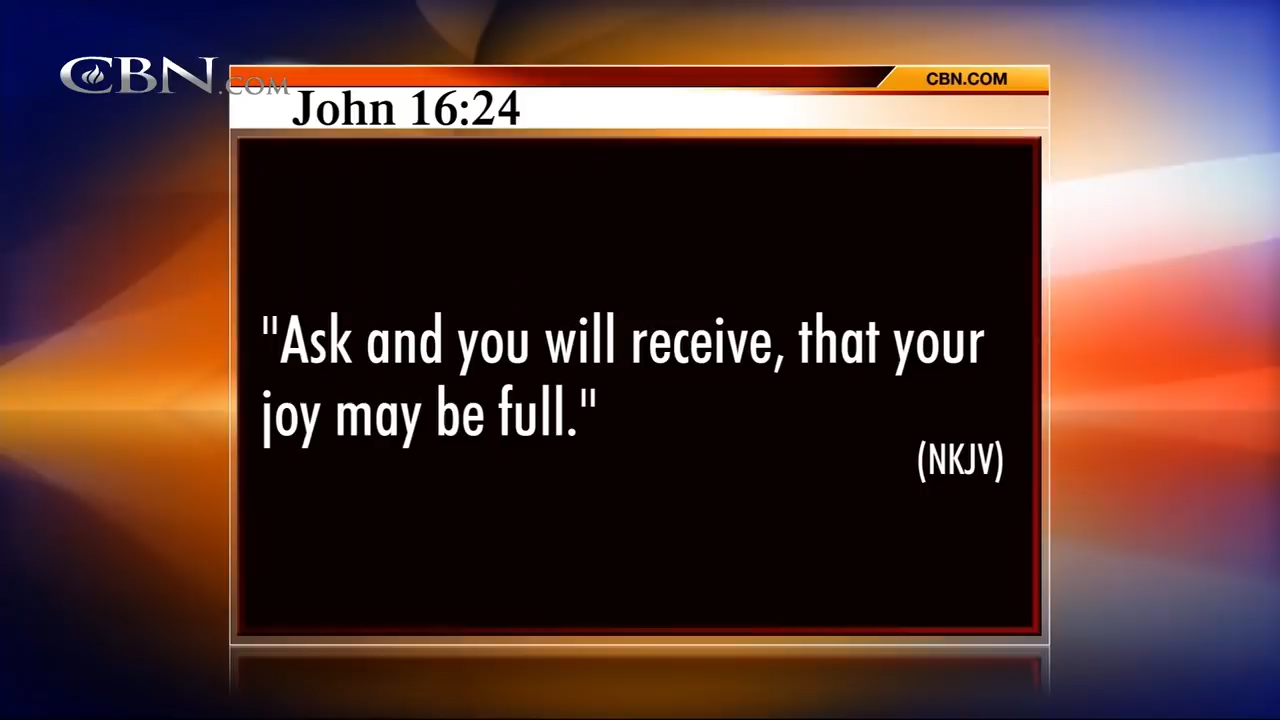 CBN.COM
CBN.COM
John 16:24
"Ask and you will receive, that your
joy may be full."
(NKJV)